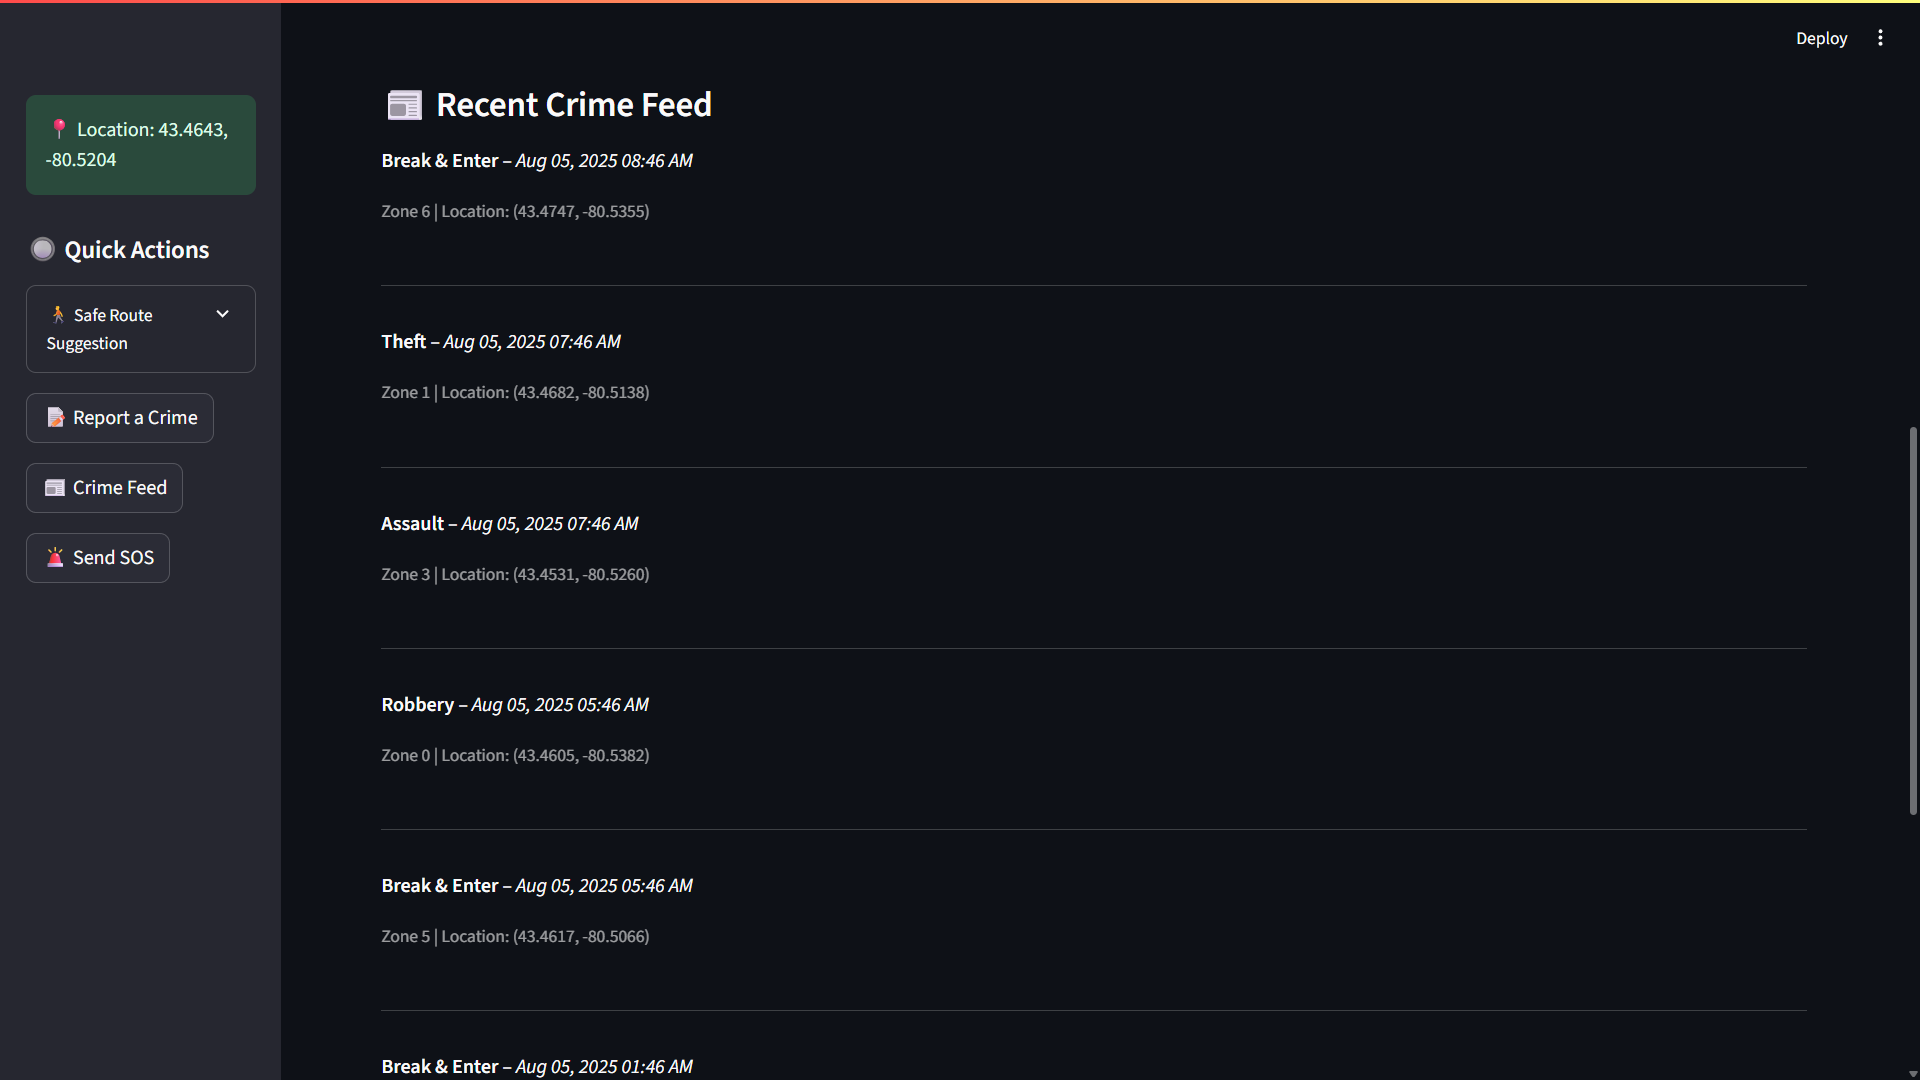 Deploy
📍 Location: 43.4643,
-80.5204
Quick Actions
Safe Route
Suggestion
Report a Crime
Crime Feed
Send SOS
Recent Crime Feed
Break & Enter – Aug 05, 2025 08:46 AM
Zone 6 | Location: (43.4747, -80.5355)
Theft – Aug 05, 2025 07:46 AM
Zone 1 | Location: (43.4682, -80.5138)
Assault – Aug 05, 2025 07:46 AM
Zone 3 | Location: (43.4531, -80.5260)
Robbery – Aug 05, 2025 05:46 AM
Zone 0 | Location: (43.4605, -80.5382)
Break & Enter – Aug 05, 2025 05:46 AM
Zone 5 | Location: (43.4617, -80.5066)
Break & Enter – Aug 05, 2025 01:46 AM